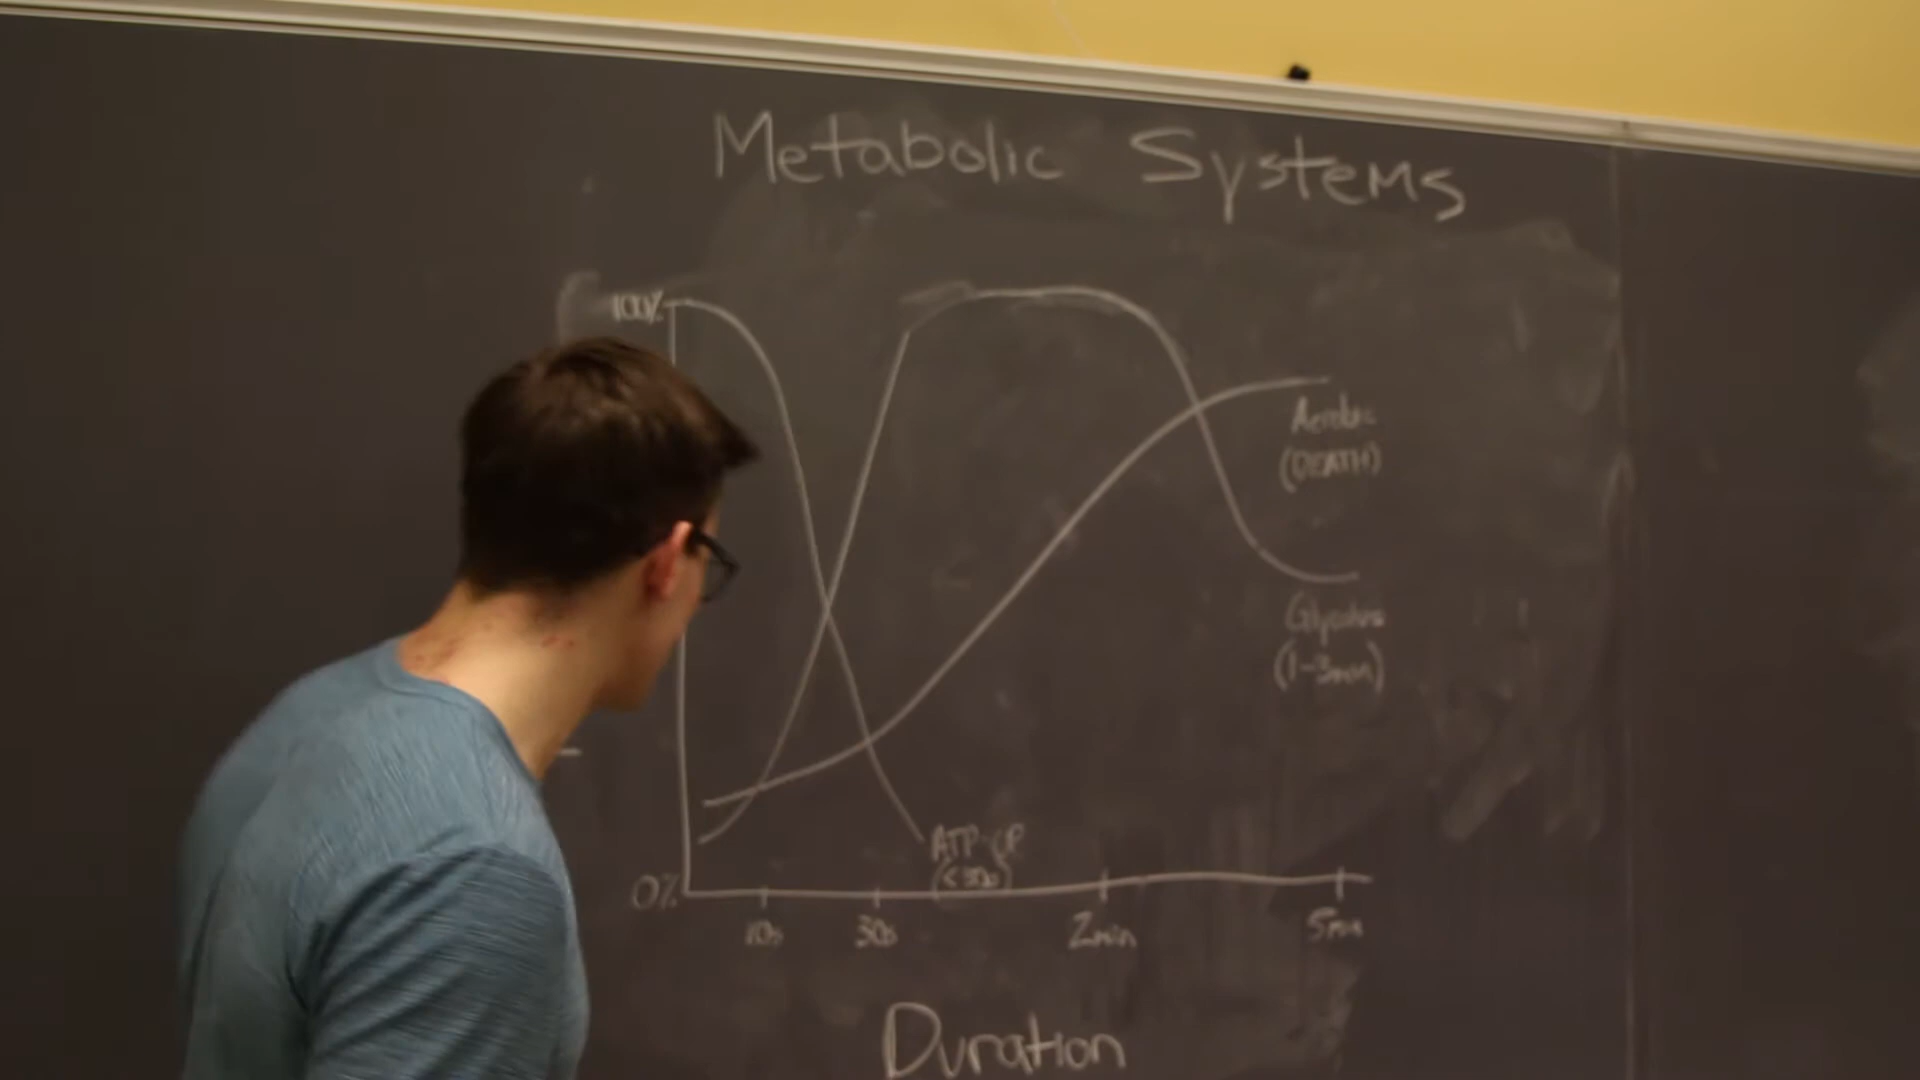 Metabolic Systems
100%
Aerobic
(DEATH)
Glycolysis
(1-3min)
ATP-CP
(<30s)
0%
10s 30s 2min 5min
Duration